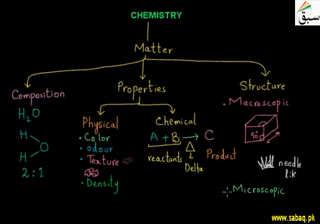 CHEMISTRY
سبق
Matter
Composition
Properties
Structure
H₂O
H
H
O
2 : 1
Physical
• Color
• odour
• Texture
• Density
Chemical
A + B → C
reactants
Δ
Delta
Product
• Macroscopic
needle
like
Microscopic
www.sabaq.pk